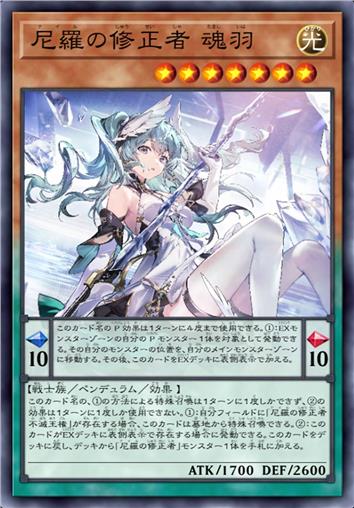 尼羅の修正者 魂羽
光
このカード名のP効果は1ターンに4度まで使用できる。①:EXモ
ンスターゾーンの自分のPモンスター1体を対象として発動でき
る。その自分のモンスターの位置を、自分のメインモンスターゾーン
に移動する。その後、このカードをEXデッキに表側表示で加える。
10
10
【戦士族/ペンデュラム/効果】
このカード名の、①の方法による特殊召喚は1ターンに1度しかできず、②の
効果は1ターンに1度しか使用できない。①:自分フィールドに「尼羅の修正者
不滅王権」が存在する場合、このカードは墓地から特殊召喚できる。②:この
カードがEXデッキに表側表示で存在する場合に発動できる。このカードをデ
ッキに戻し、デッキから「尼羅の修正者」モンスター1体を手札に加える。
ATK/1700 DEF/2600